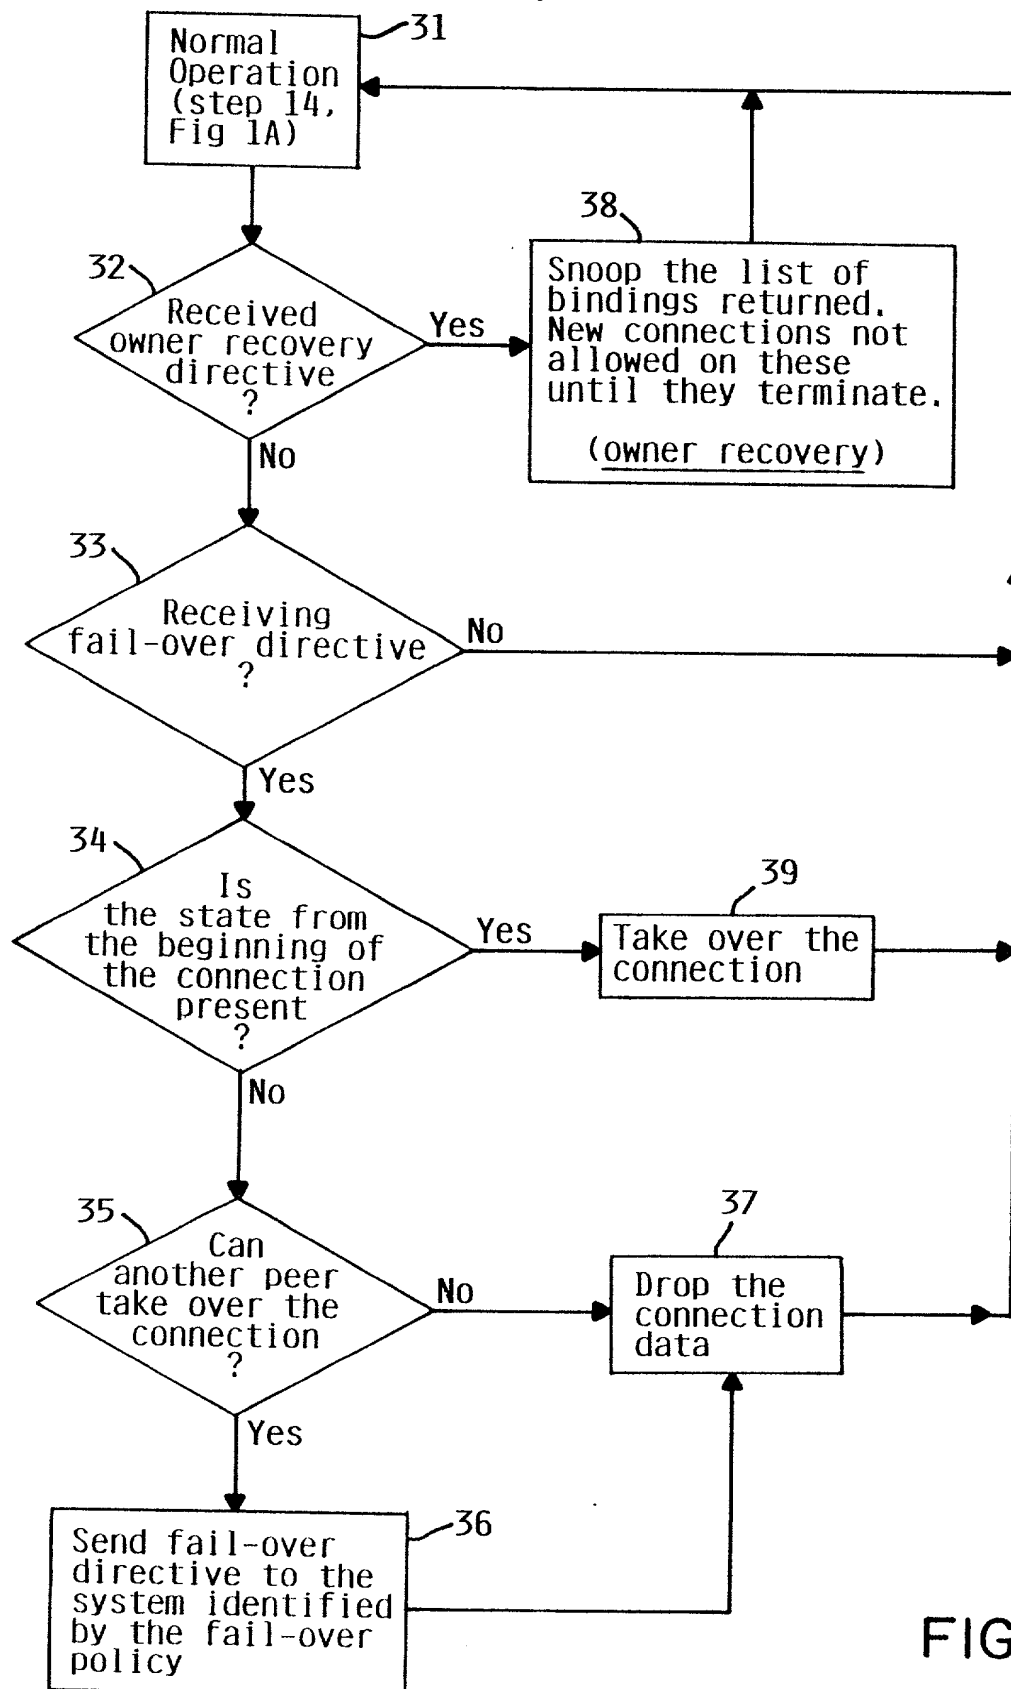 31
Normal
Operation
(step 14,
Fig 1A)
38
Snoop the list of
bindings returned.
New connections not
allowed on these
until they terminate.
(owner recovery)
32
Received
owner recovery
directive
?
Yes
No
33
Receiving
fail-over directive
?
No
Yes
34
Is
the state from
the beginning of
the connection
present
?
Yes
39
Take over the
connection
No
35
Can
another peer
take over the
connection
?
No
37
Drop the
connection
data
Yes
36
Send fail-over
directive to the
system identified
by the fail-over
policy
FIG